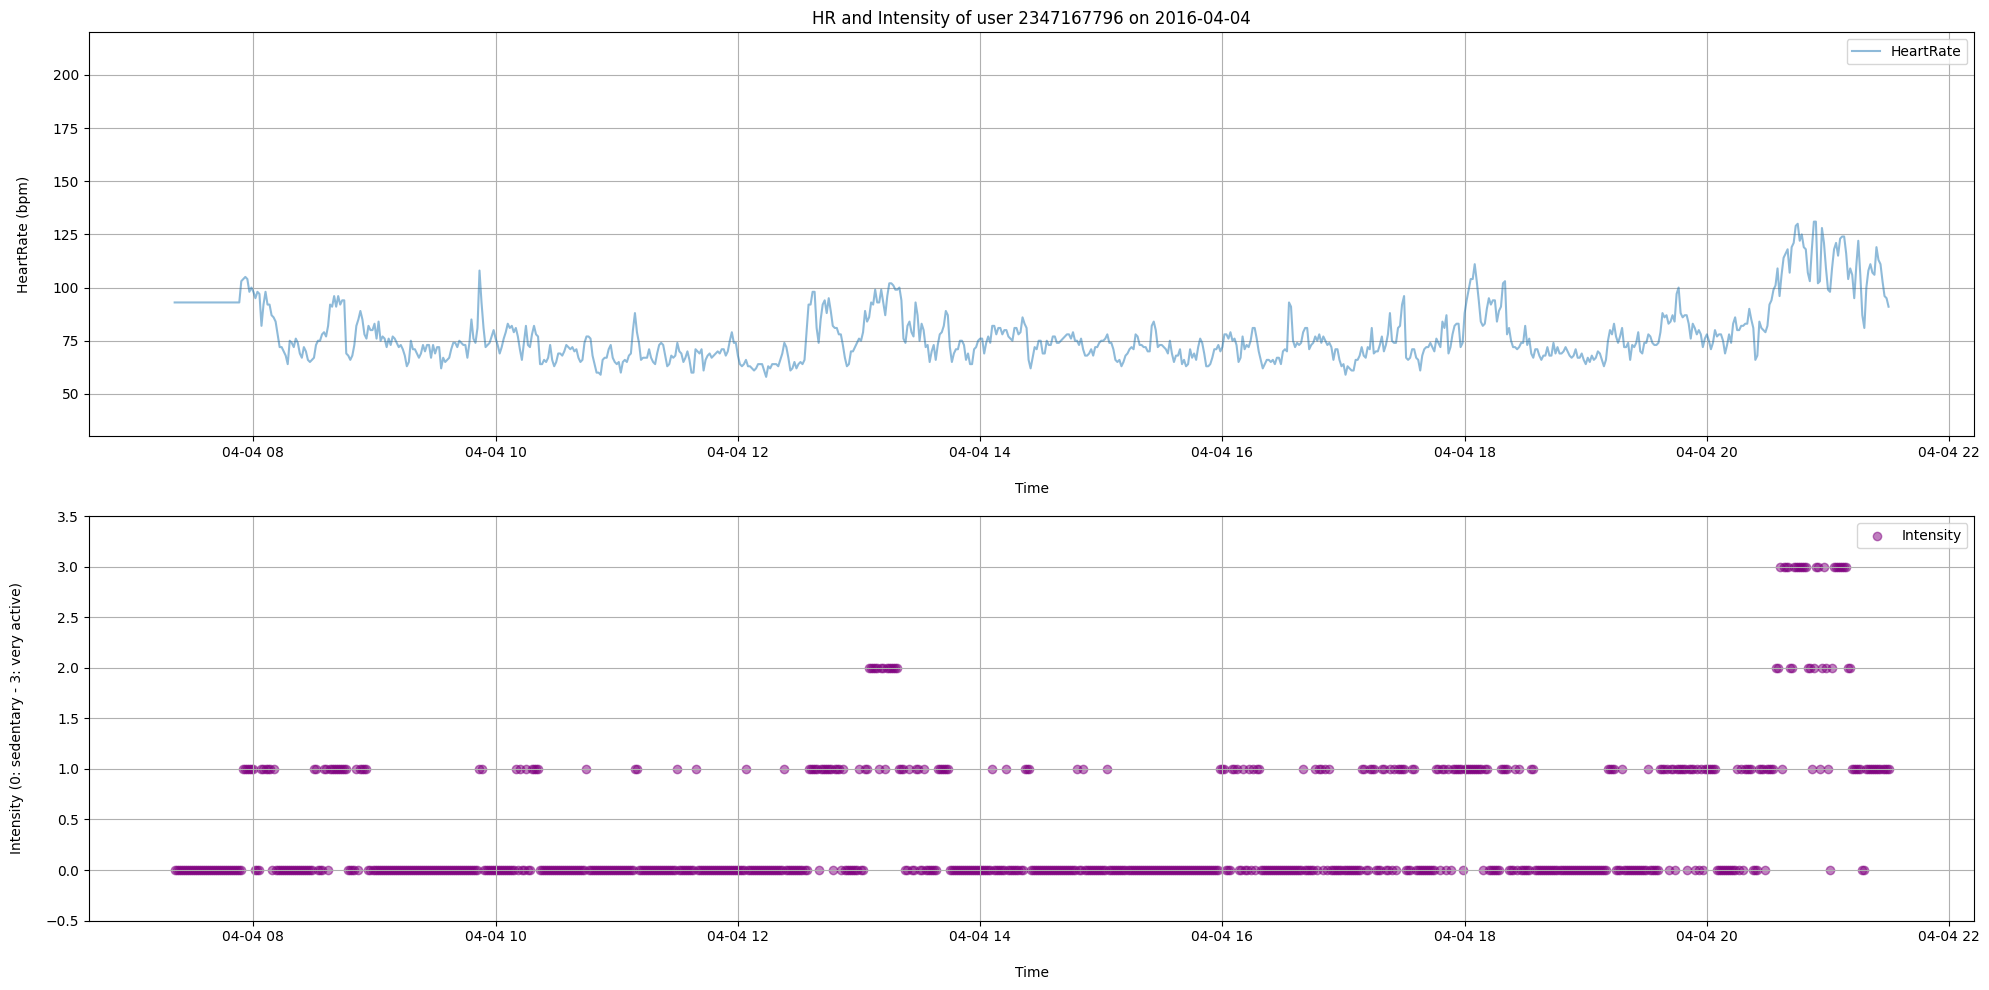 HR and Intensity of user 2347167796 on 2016-04-04
HeartRate
200
175
150
125
100
75
50
HeartRate (bpm)
04-04 08 04-04 10 04-04 12 04-04 14 04-04 16 04-04 18 04-04 20 04-04 22
Time
Intensity
3.5
3.0
2.5
2.0
1.5
1.0
0.5
0.0
−0.5
Intensity (0: sedentary - 3: very active)
04-04 08 04-04 10 04-04 12 04-04 14 04-04 16 04-04 18 04-04 20 04-04 22
Time